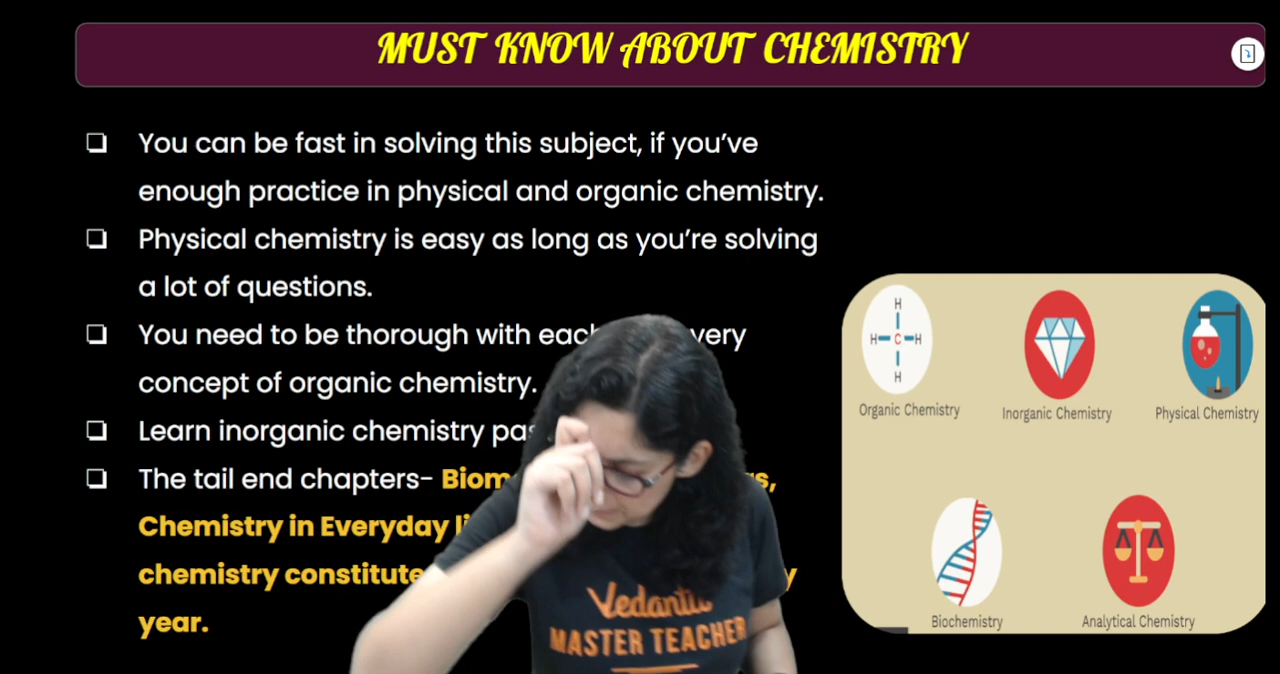 MUST KNOW ABOUT CHEMISTRY
You can be fast in solving this subject, if you've
enough practice in physical and organic chemistry.
Physical chemistry is easy as long as you're solving
a lot of questions.
You need to be thorough with
concept of organic chemistry.
Learn inorganic chemistry
The tail end chapters-
Chemistry in Everyday
chemistry
year.
H
H C H
H
Organic Chemistry
Inorganic Chemistry
Physical Chemistry
Biochemistry
Analytical Chemistry
Vedantu
MASTER TEACHER